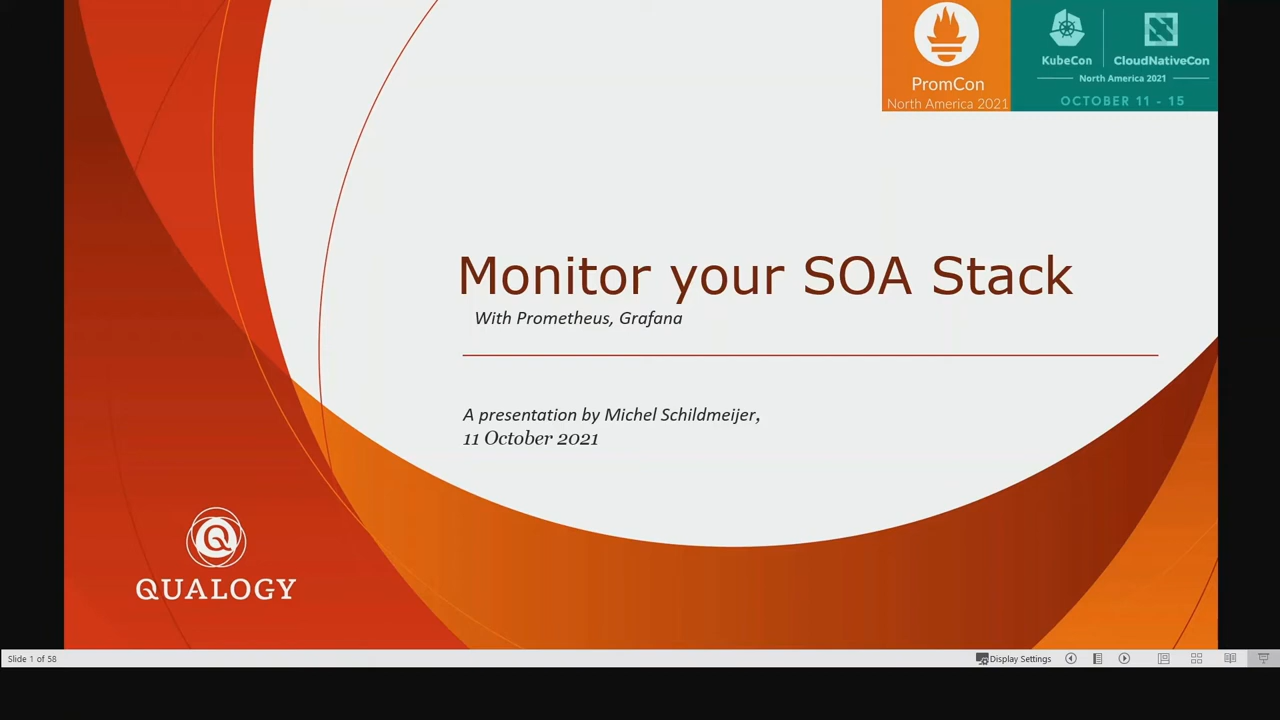 PromCon
North America 2021
KubeCon
CloudNativeCon
North America 2021
OCTOBER 11 - 15
Monitor your SOA Stack
With Prometheus, Grafana
A presentation by Michel Schildmeijer,
11 October 2021
Q
QUALOGY
Slide 1 of 58
Display Settings